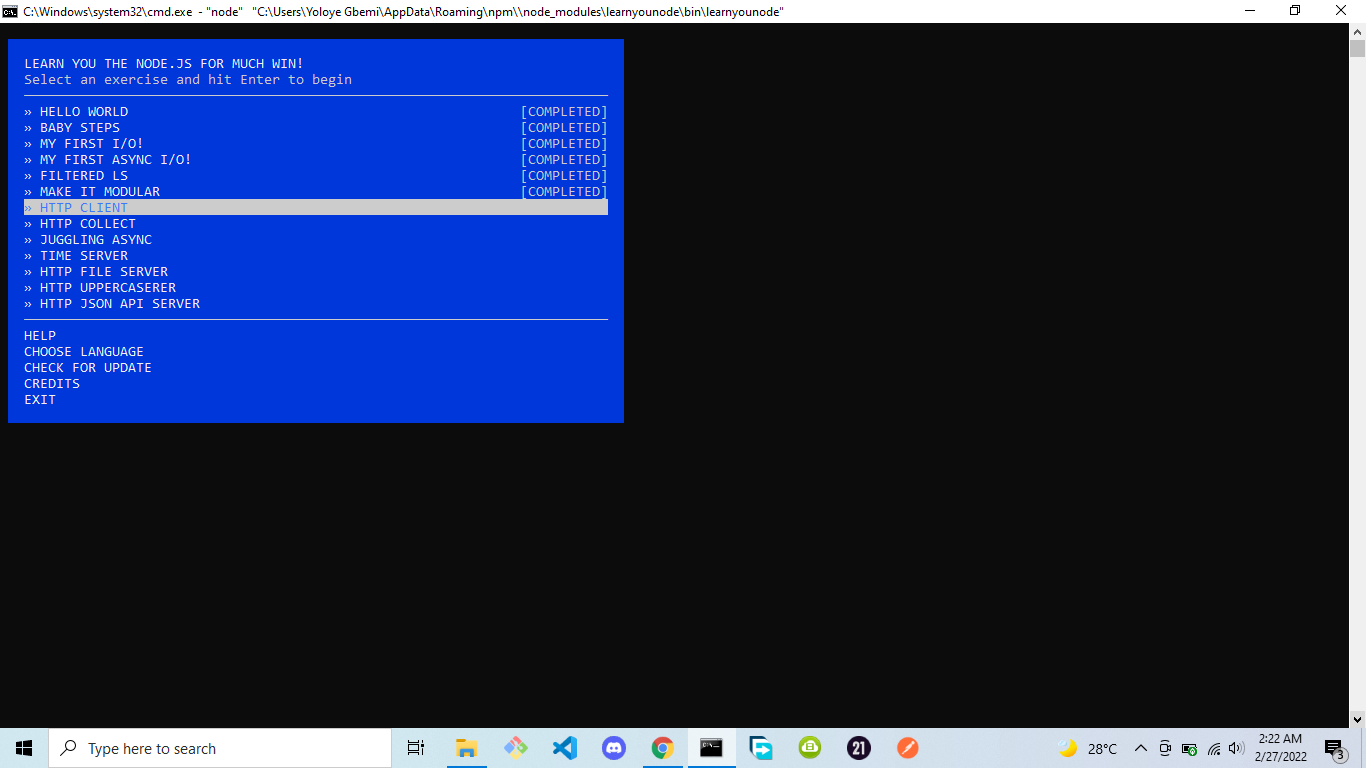 C:\Windows\system32\cmd.exe - "node" "C:\Users\Yoloye Gbemi\AppData\Roaming\npm\\node_modules\learnyounode\bin\learnyounode"
LEARN YOU THE NODE.JS FOR MUCH WIN!
Select an exercise and hit Enter to begin
» HELLO WORLD [COMPLETED]
» BABY STEPS [COMPLETED]
» MY FIRST I/O! [COMPLETED]
» MY FIRST ASYNC I/O! [COMPLETED]
» FILTERED LS [COMPLETED]
» MAKE IT MODULAR [COMPLETED]
» HTTP CLIENT
» HTTP COLLECT
» JUGGLING ASYNC
» TIME SERVER
» HTTP FILE SERVER
» HTTP UPPERCASERER
» HTTP JSON API SERVER
HELP
CHOOSE LANGUAGE
CHECK FOR UPDATE
CREDITS
EXIT
Type here to search
21
28°C
2:22 AM
2/27/2022
3